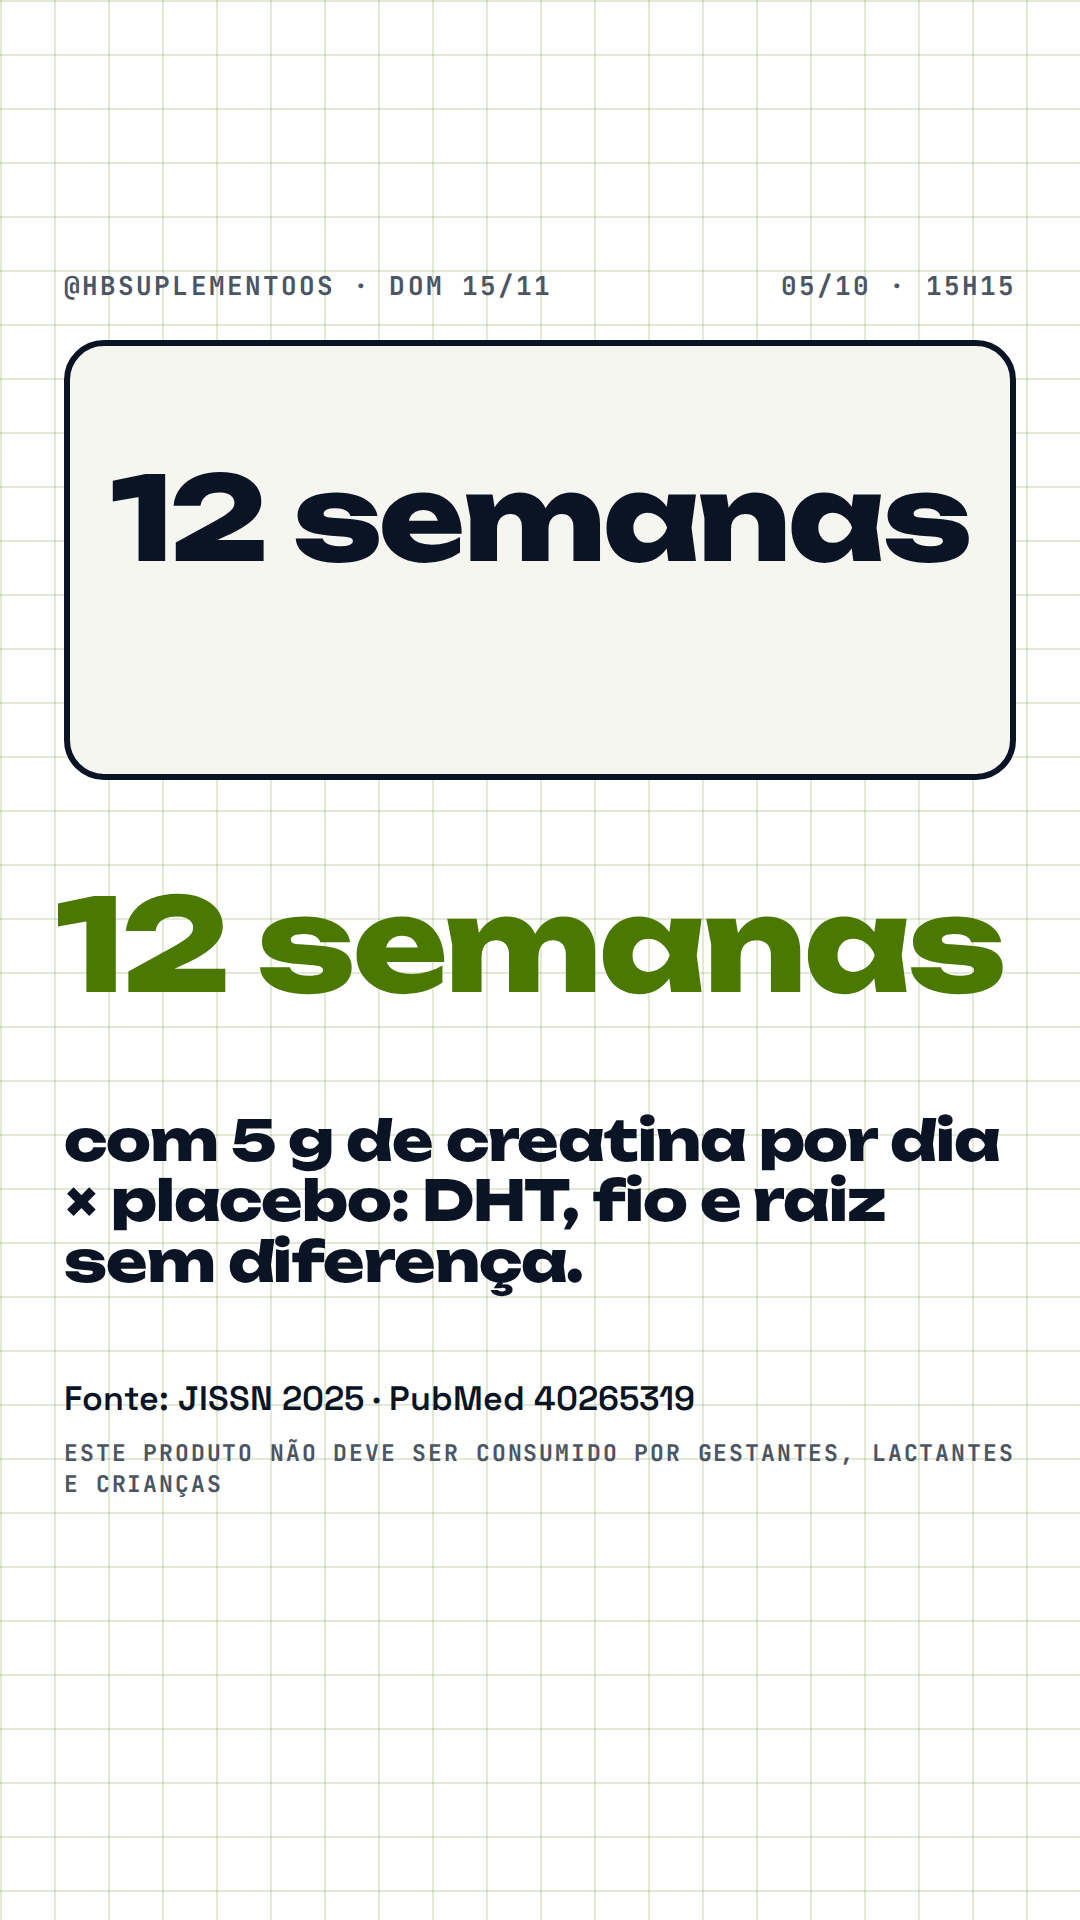 @HBSUPLEMENTOOS · DOM 15/11
05/10 · 15H15
12 semanas
12 semanas
com 5 g de creatina por dia
× placebo: DHT, fio e raiz
sem diferença.
Fonte: JISSN 2025 · PubMed 40265319
ESTE PRODUTO NÃO DEVE SER CONSUMIDO POR GESTANTES, LACTANTES
E CRIANÇAS